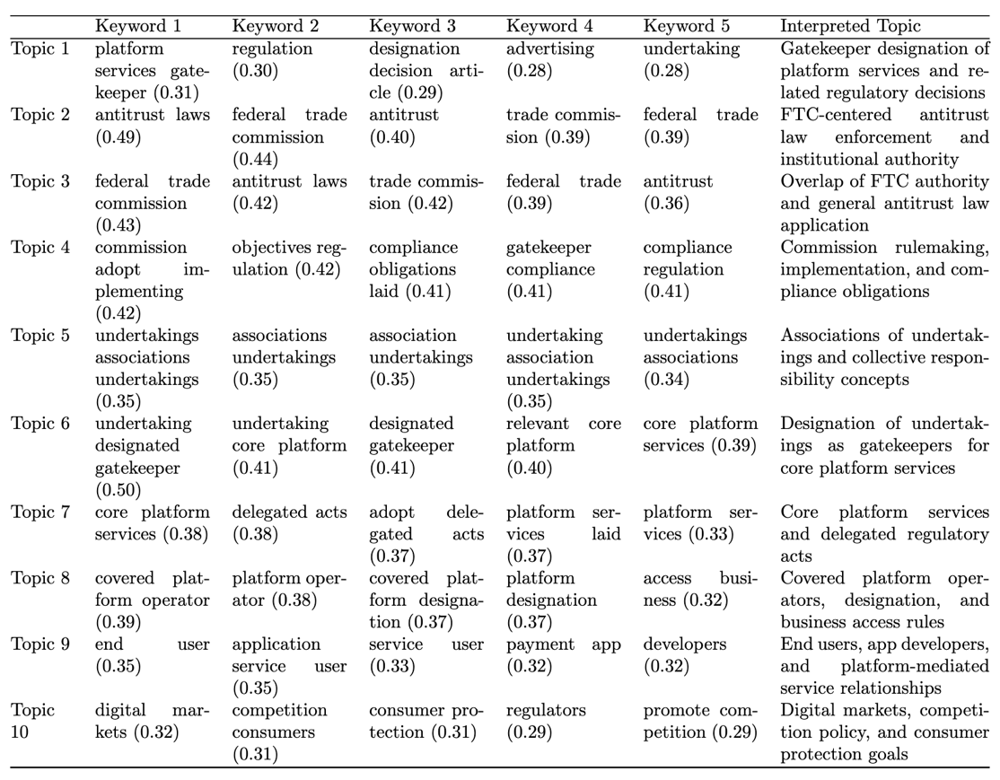 Keyword 1 Keyword 2 Keyword 3 Keyword 4 Keyword 5 Interpreted Topic
Topic 1 platform regulation designation advertising undertaking Gatekeeper designation of
services gate- (0.30) decision arti- (0.28) (0.28) platform services and re-
keeper (0.31) cle (0.29) lated regulatory decisions
Topic 2 antitrust laws federal trade antitrust trade commis- federal trade FTC-centered antitrust
(0.49) commission (0.40) sion (0.39) (0.39) law enforcement and
(0.44) institutional authority
Topic 3 federal trade antitrust laws trade commis- federal trade antitrust Overlap of FTC authority
commission (0.42) sion (0.42) (0.39) (0.36) and general antitrust law
(0.43) application
Topic 4 commission objectives reg- compliance gatekeeper compliance Commission rulemaking,
adopt im- ulation (0.42) obligations compliance regulation implementation, and com-
plementing laid (0.41) (0.41) (0.41) pliance obligations
(0.42)
Topic 5 undertakings associations association undertaking undertakings Associations of undertak-
associations undertakings undertakings association associations ings and collective respon-
undertakings (0.35) (0.35) undertakings (0.34) sibility concepts
(0.35) (0.35)
Topic 6 undertaking undertaking designated relevant core core platform Designation of undertak-
designated core platform gatekeeper platform services (0.39) ings as gatekeepers for
gatekeeper (0.41) (0.41) (0.40) core platform services
(0.50)
Topic 7 core platform delegated acts adopt dele- platform ser- platform ser- Core platform services
services (0.38) (0.38) gated acts vices laid vices (0.33) and delegated regulatory
(0.37) (0.37) acts
Topic 8 covered plat- platform oper- covered plat- platform access busi- Covered platform oper-
form operator ator (0.38) form designa- designation ness (0.32) ators, designation, and
(0.39) tion (0.37) (0.37) business access rules
Topic 9 end user application service user payment app developers End users, app developers,
(0.35) service user (0.33) (0.32) (0.32) and platform-mediated
(0.35) service relationships
Topic digital mar- competition consumer pro- regulators promote com- Digital markets, competi-
10 kets (0.32) consumers tection (0.31) (0.29) petition (0.29) tion policy, and consumer
(0.31) protection goals